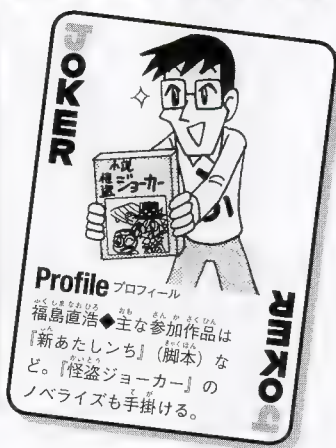 JOKER
小説
怪盗
ジョーカー
Profile プロフィール
福島直浩◆主な参加作品は
『新あたしンち』(脚本)な
ど。『怪盗ジョーカー』の
ノベライズも手掛ける。
JOKER